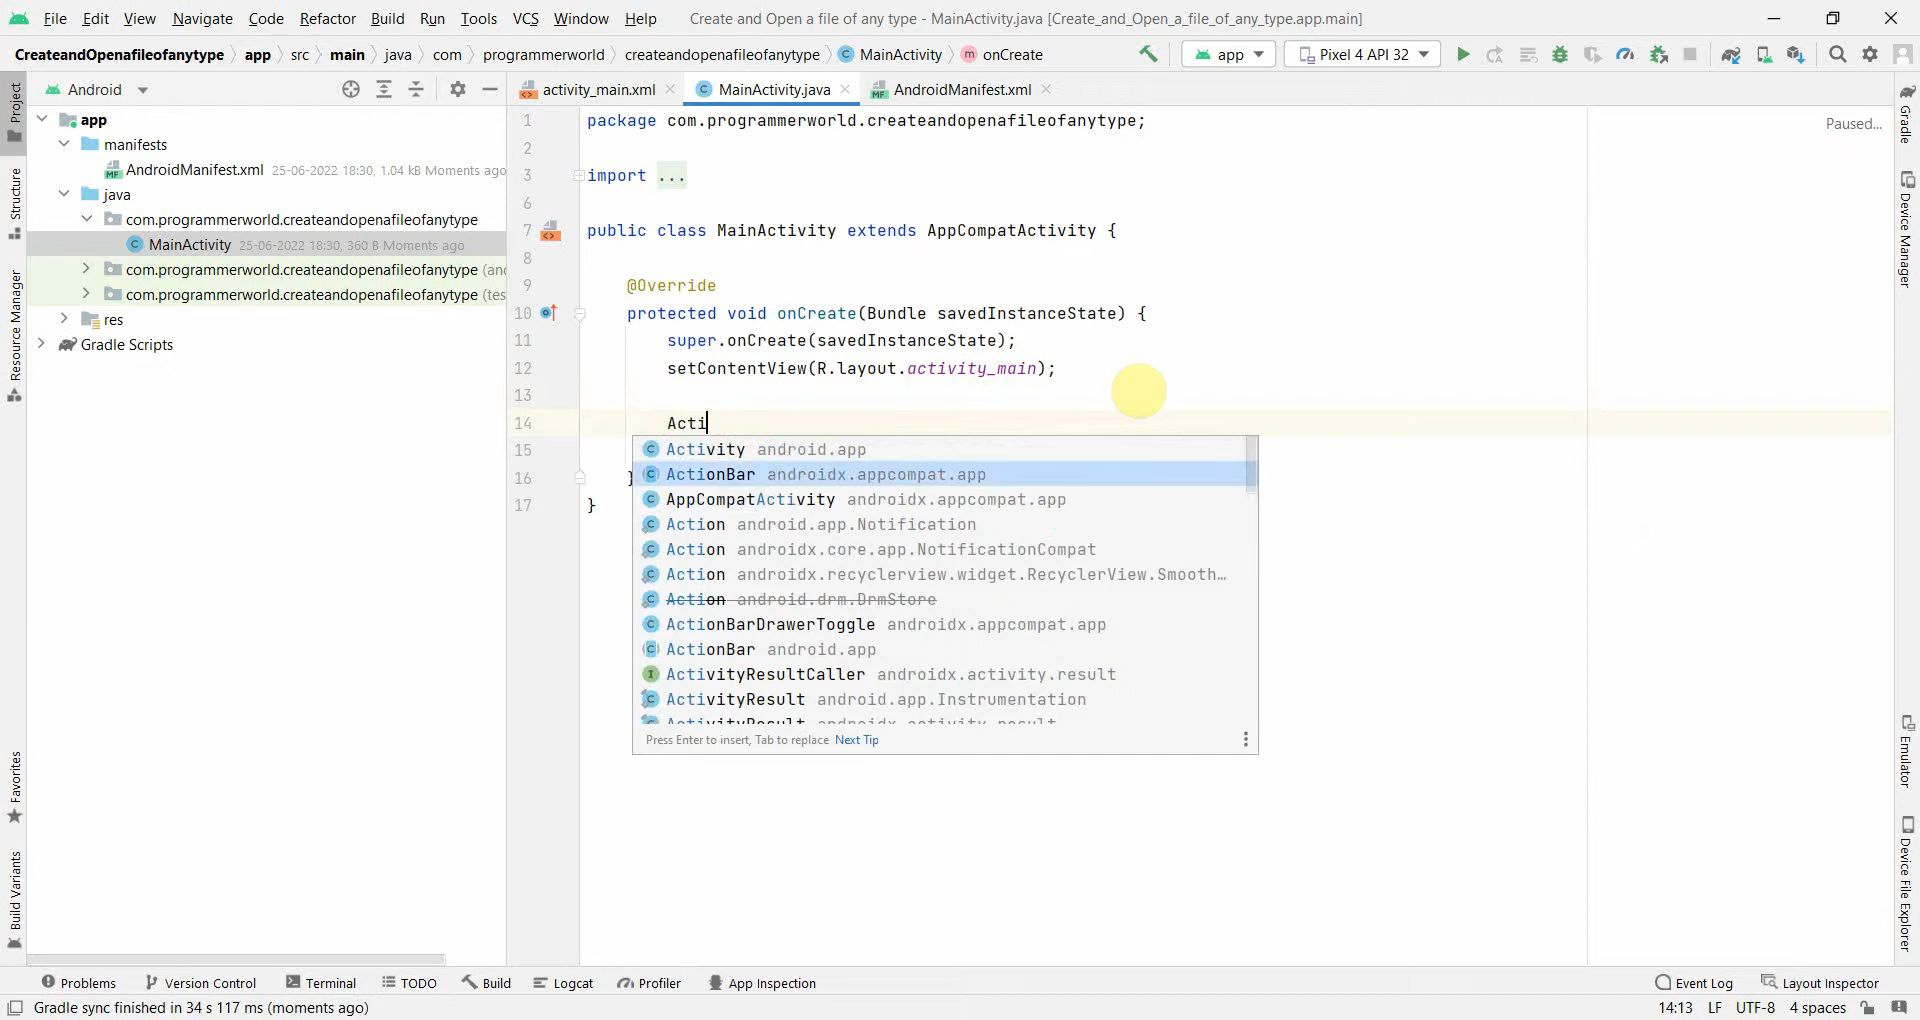 File Edit View Navigate Code Refactor Build Run Tools VCS Window Help Create and Open a file of any type - MainActivity.java [Create_and_Open_a_file_of_any_type.app.main]
CreateandOpenafileofanytype app src main java com programmerworld createandopenafileofanytype MainActivity onCreate app Pixel 4 API 32
Android
activity_main.xml MainActivity.java AndroidManifest.xml
Project
Structure
Resource Manager
Favorites
Build Variants
app
manifests
AndroidManifest.xml 25-06-2022 18:30, 1.04 kB Moments ago
java
com.programmerworld.createandopenafileofanytype
MainActivity 25-06-2022 18:30, 360 B Moments ago
com.programmerworld.createandopenafileofanytype (and
com.programmerworld.createandopenafileofanytype (tes
res
Gradle Scripts
1 package com.programmerworld.createandopenafileofanytype;
2
3 import ...
6
7 public class MainActivity extends AppCompatActivity {
8
9 @Override
10 protected void onCreate(Bundle savedInstanceState) {
11 super.onCreate(savedInstanceState);
12 setContentView(R.layout.activity_main);
13
14 Acti
15
16 }
17 }
Activity android.app
ActionBar androidx.appcompat.app
AppCompatActivity androidx.appcompat.app
Action android.app.Notification
Action androidx.core.app.NotificationCompat
Action androidx.recyclerview.widget.RecyclerView.Smooth…
Action android.drm.DrmStore
ActionBarDrawerToggle androidx.appcompat.app
ActionBar android.app
ActivityResultCaller androidx.activity.result
ActivityResult android.app.Instrumentation
ActivityResult androidx.activity.result
Press Enter to insert, Tab to replace Next Tip
Paused...
Gradle
Device Manager
Emulator
Device File Explorer
Problems Version Control Terminal TODO Build Logcat Profiler App Inspection Event Log Layout Inspector
Gradle sync finished in 34 s 117 ms (moments ago) 14:13 LF UTF-8 4 spaces